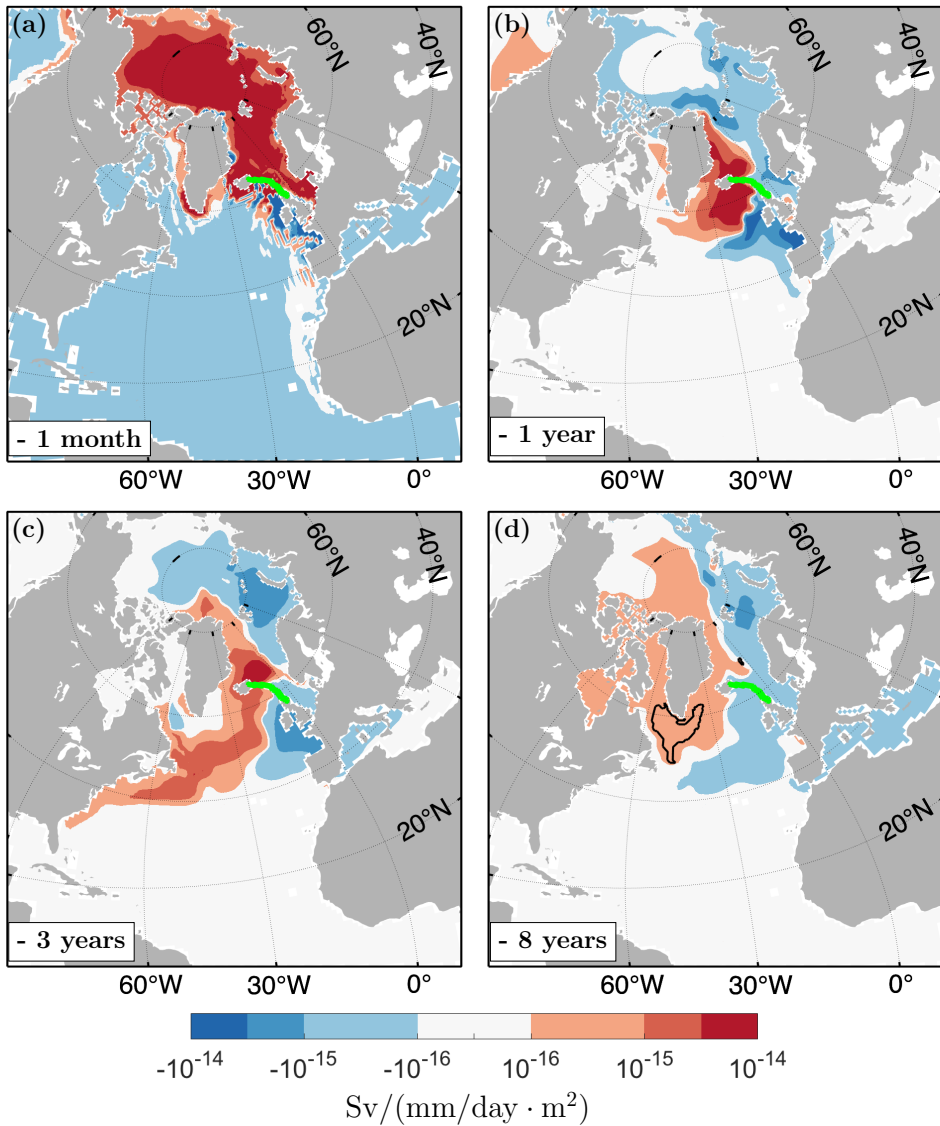 (a)
60°N
40°N
20°N
- 1 month
60°W
30°W
0°
(b)
60°N
40°N
20°N
- 1 year
60°W
30°W
0°
(c)
60°N
40°N
20°N
- 3 years
60°W
30°W
0°
(d)
60°N
40°N
20°N
- 8 years
60°W
30°W
0°
-10⁻¹⁴ -10⁻¹⁵ -10⁻¹⁶ 10⁻¹⁶ 10⁻¹⁵ 10⁻¹⁴
Sv/(mm/day · m²)